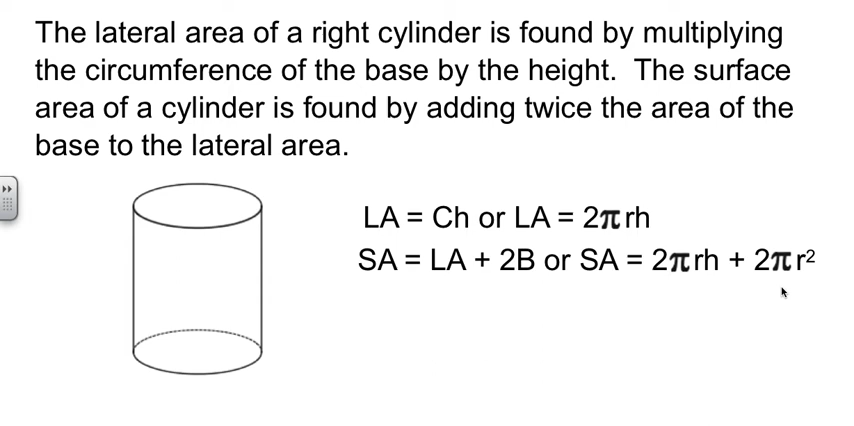 The lateral area of a right cylinder is found by multiplying
the circumference of the base by the height.  The surface
area of a cylinder is found by adding twice the area of the
base to the lateral area.
LA = Ch or LA = 2πrh
SA = LA + 2B or SA = 2πrh + 2πr²